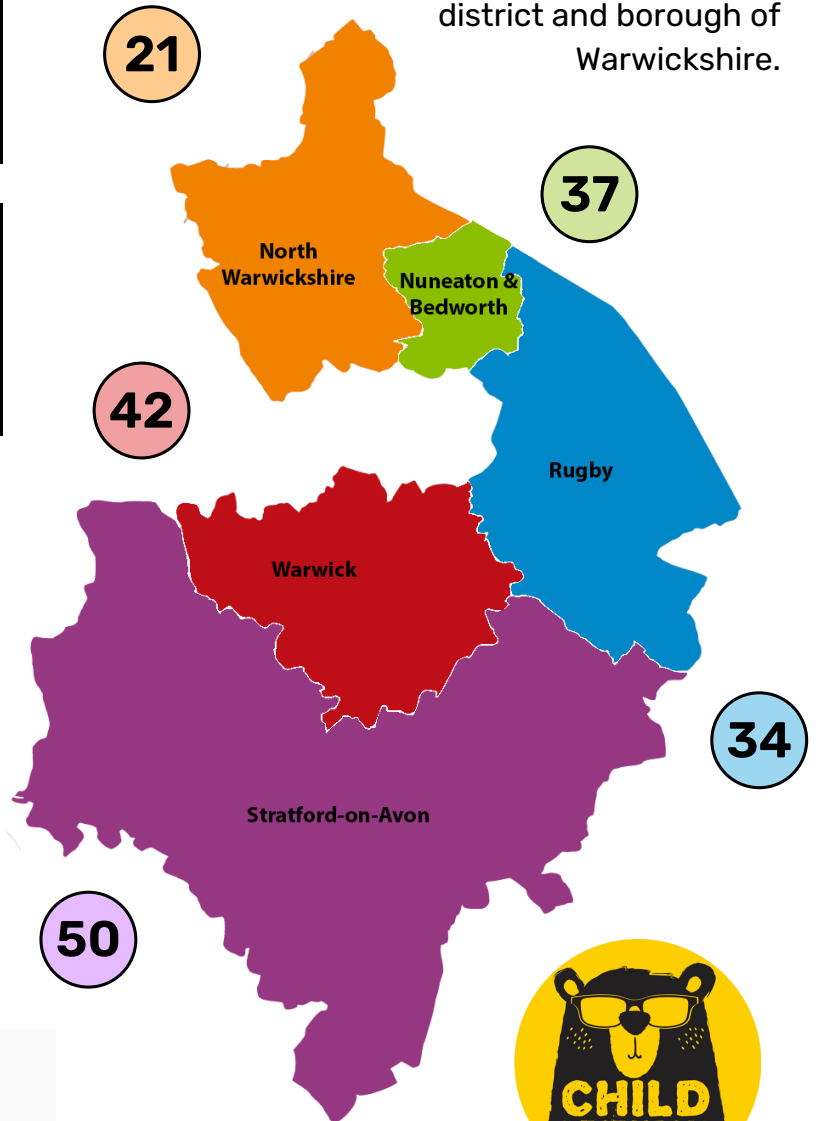 district and borough of
Warwickshire.
21
37
North
Warwickshire
Nuneaton &
Bedworth
42
Rugby
Warwick
34
Stratford-on-Avon
50
CHILD